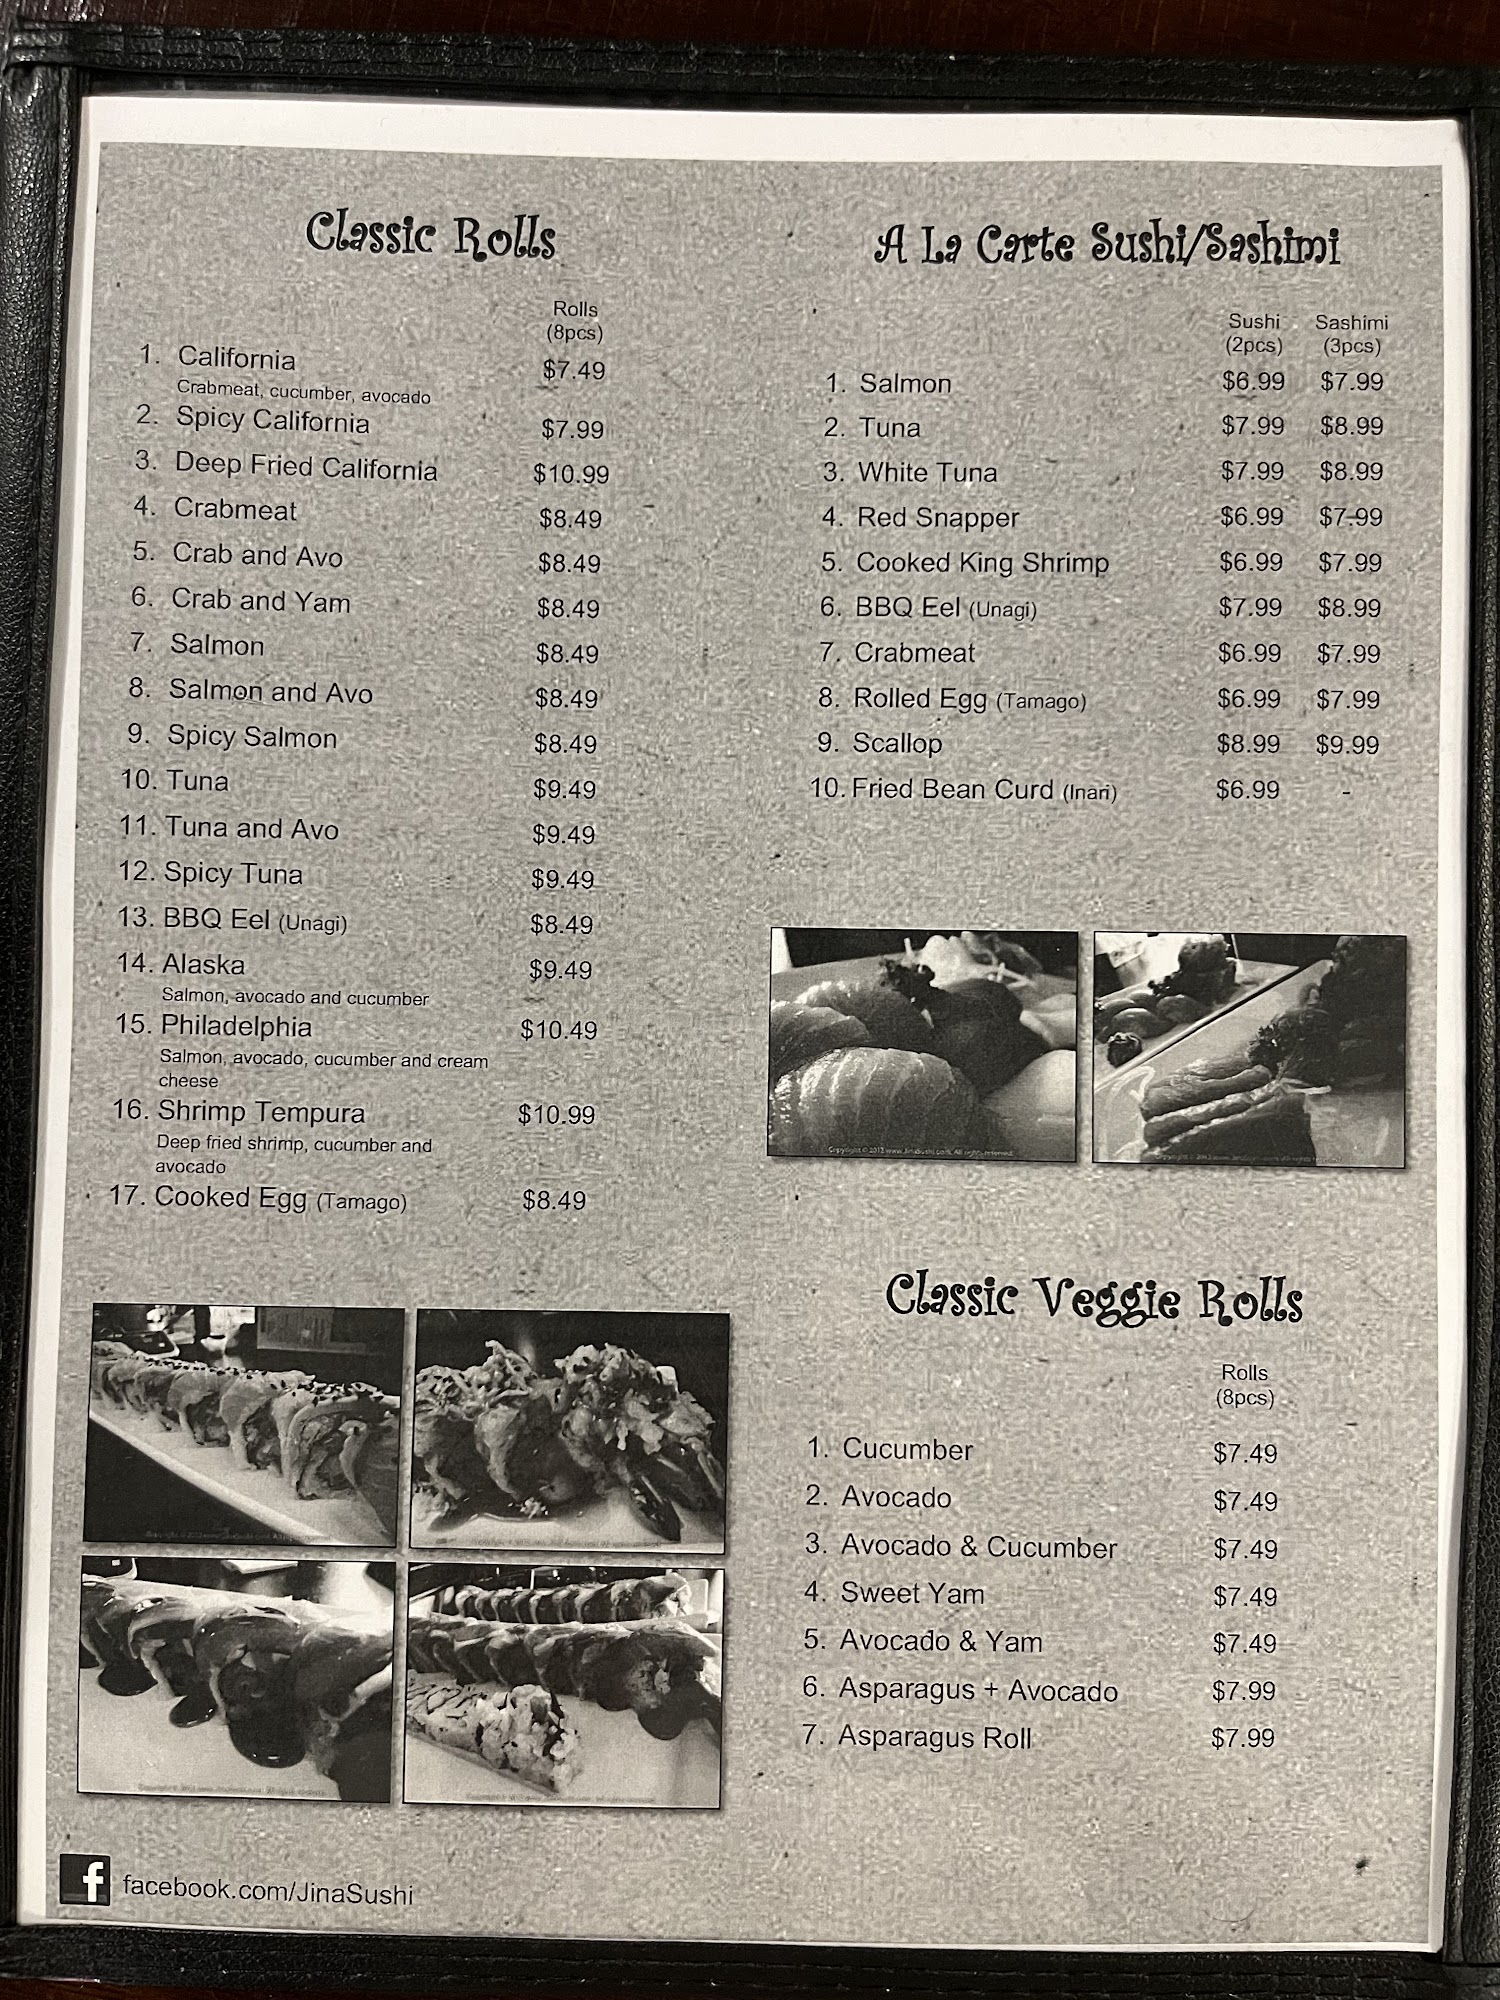 Classic Rolls
Rolls
(8pcs)
1. California $7.49
Crabmeat, cucumber, avocado
2. Spicy California $7.99
3. Deep Fried California $10.99
4. Crabmeat $8.49
5. Crab and Avo $8.49
6. Crab and Yam $8.49
7. Salmon $8.49
8. Salmon and Avo $8.49
9. Spicy Salmon $8.49
10. Tuna $9.49
11. Tuna and Avo $9.49
12. Spicy Tuna $9.49
13. BBQ Eel (Unagi) $8.49
14. Alaska $9.49
Salmon, avocado and cucumber
15. Philadelphia $10.49
Salmon, avocado, cucumber and cream
cheese
16. Shrimp Tempura $10.99
Deep fried shrimp, cucumber and
avocado
17. Cooked Egg (Tamago) $8.49
A La Carte Sushi/Sashimi
Sushi Sashimi
(2pcs) (3pcs)
1. Salmon $6.99 $7.99
2. Tuna $7.99 $8.99
3. White Tuna $7.99 $8.99
4. Red Snapper $6.99 $7.99
5. Cooked King Shrimp $6.99 $7.99
6. BBQ Eel (Unagi) $7.99 $8.99
7. Crabmeat $6.99 $7.99
8. Rolled Egg (Tamago) $6.99 $7.99
9. Scallop $8.99 $9.99
10. Fried Bean Curd (Inari) $6.99 -
Copyright © 2012 www.JinaSushi.com. All rights reserved.
Classic Veggie Rolls
Rolls
(8pcs)
1. Cucumber $7.49
2. Avocado $7.49
3. Avocado & Cucumber $7.49
4. Sweet Yam $7.49
5. Avocado & Yam $7.49
6. Asparagus + Avocado $7.99
7. Asparagus Roll $7.99
f facebook.com/JinaSushi